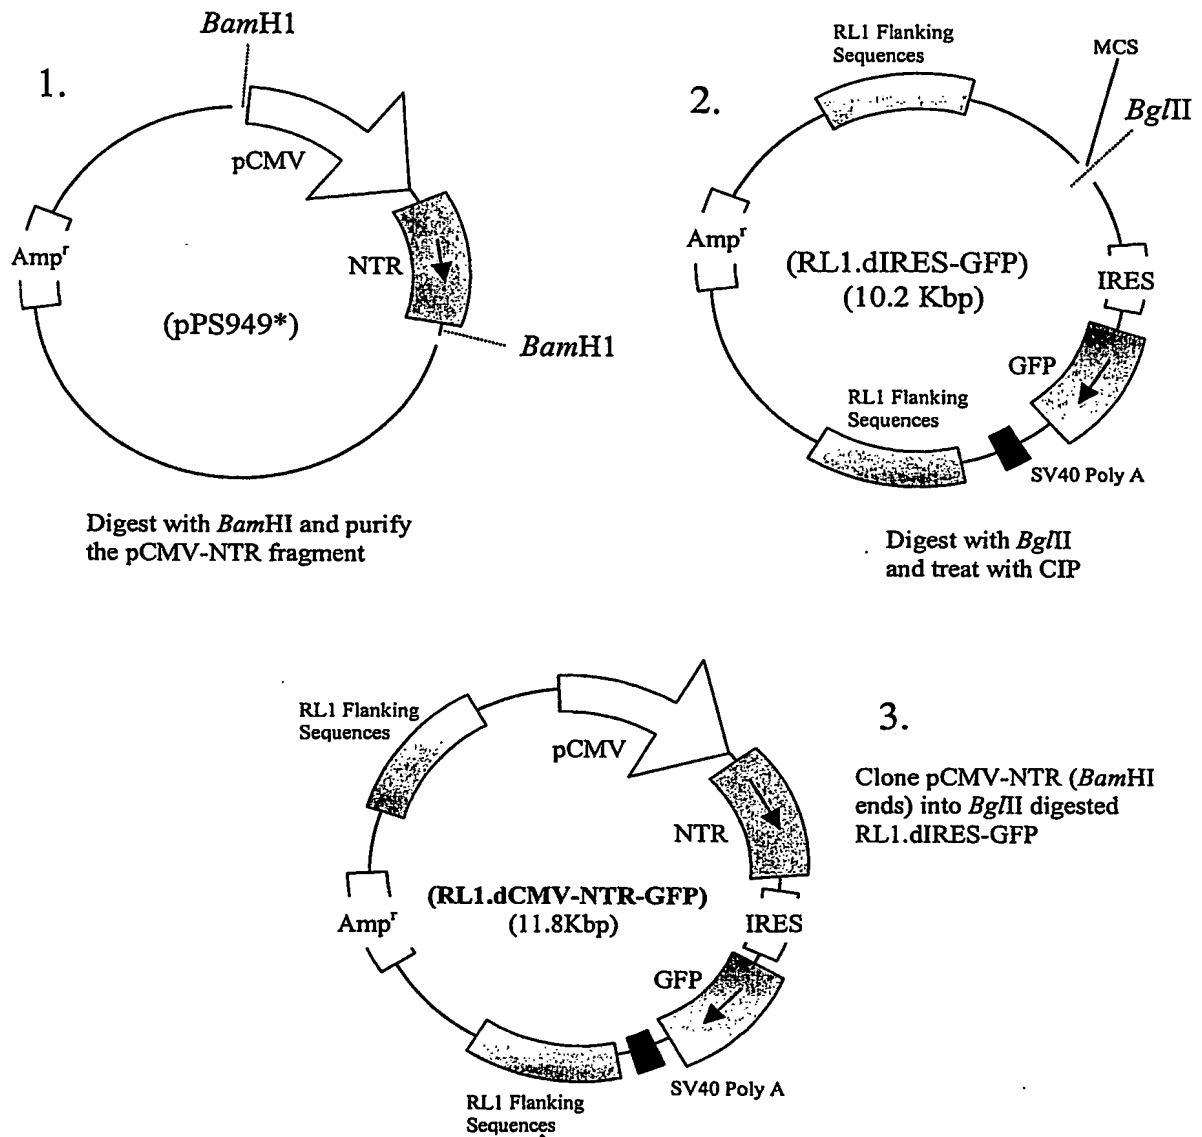 1.
BamH1
pCMV
Ampʳ
NTR
(pPS949*)
BamH1
Digest with BamHI and purify
the pCMV-NTR fragment
2.
RL1 Flanking
Sequences
MCS
BglII
Ampʳ
(RL1.dIRES-GFP)
(10.2 Kbp)
IRES
GFP
RL1 Flanking
Sequences
SV40 Poly A
Digest with BglII
and treat with CIP
3.
RL1 Flanking
Sequences
pCMV
NTR
Clone pCMV-NTR (BamHI
ends) into BglII digested
RL1.dIRES-GFP
(RL1.dCMV-NTR-GFP)
(11.8Kbp)
Ampʳ
IRES
GFP
SV40 Poly A
RL1 Flanking
Sequences